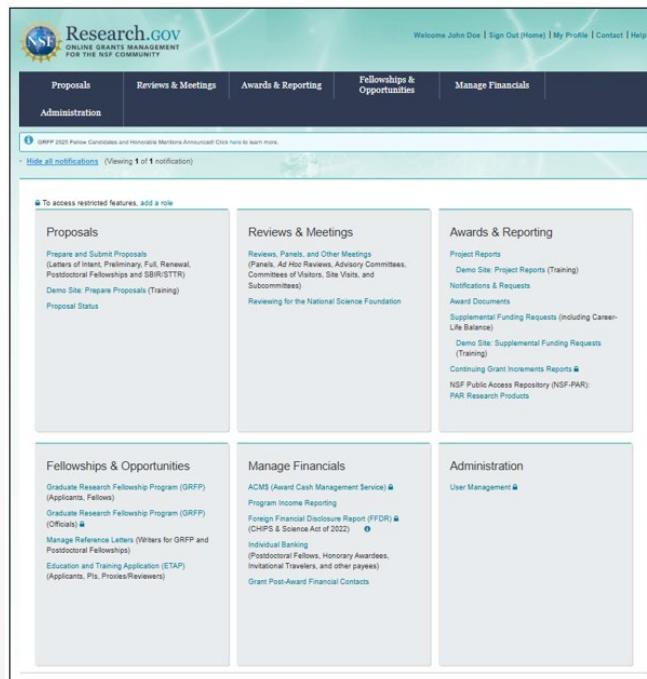 NSF
Research.gov
ONLINE GRANTS MANAGEMENT
FOR THE NSF COMMUNITY
Welcome John Doe | Sign Out (Home) | My Profile | Contact | Help
Proposals
Reviews & Meetings
Awards & Reporting
Fellowships &
Opportunities
Manage Financials
Administration
GRFP 2025 Fellow Candidates and Honorable Mentions Announced! Click here to learn more.
- Hide all notifications (Viewing 1 of 1 notification)
To access restricted features, add a role
Proposals
Prepare and Submit Proposals
(Letters of Intent, Preliminary, Full, Renewal,
Postdoctoral Fellowships and SBIR/STTR)
Demo Site: Prepare Proposals (Training)
Proposal Status
Reviews & Meetings
Reviews, Panels, and Other Meetings
(Panels, Ad Hoc Reviews, Advisory Committees,
Committees of Visitors, Site Visits, and
Subcommittees)
Reviewing for the National Science Foundation
Awards & Reporting
Project Reports
Demo Site: Project Reports (Training)
Notifications & Requests
Award Documents
Supplemental Funding Requests (including Career-
Life Balance)
Demo Site: Supplemental Funding Requests
(Training)
Continuing Grant Increments Reports
NSF Public Access Repository (NSF-PAR):
PAR Research Products
Fellowships & Opportunities
Graduate Research Fellowship Program (GRFP)
(Applicants, Fellows)
Graduate Research Fellowship Program (GRFP)
(Officials)
Manage Reference Letters (Writers for GRFP and
Postdoctoral Fellowships)
Education and Training Application (ETAP)
(Applicants, PIs, Proxies/Reviewers)
Manage Financials
ACM$ (Award Cash Management $ervice)
Program Income Reporting
Foreign Financial Disclosure Report (FFDR)
(CHIPS & Science Act of 2022)
Individual Banking
(Postdoctoral Fellows, Honorary Awardees,
Invitational Travelers, and other payees)
Grant Post-Award Financial Contacts
Administration
User Management